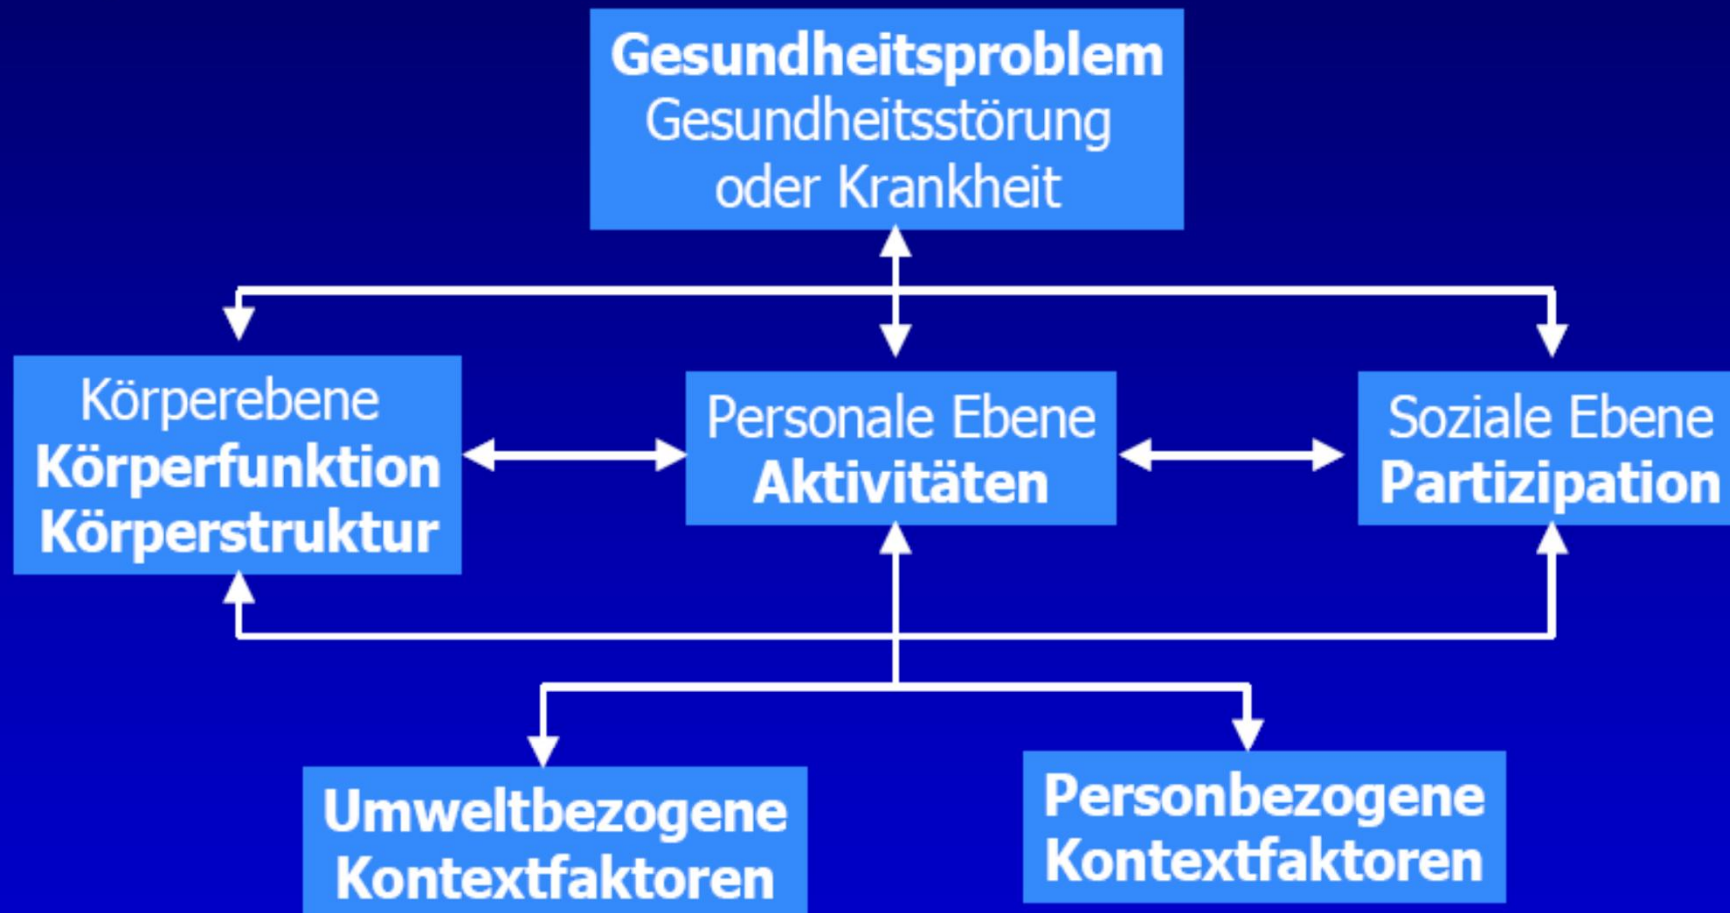 Gesundheitsproblem
Gesundheitsstörung
oder Krankheit
Körperebene
Körperfunktion
Körperstruktur
Personale Ebene
Aktivitäten
Soziale Ebene
Partizipation
Umweltbezogene
Kontextfaktoren
Personbezogene
Kontextfaktoren